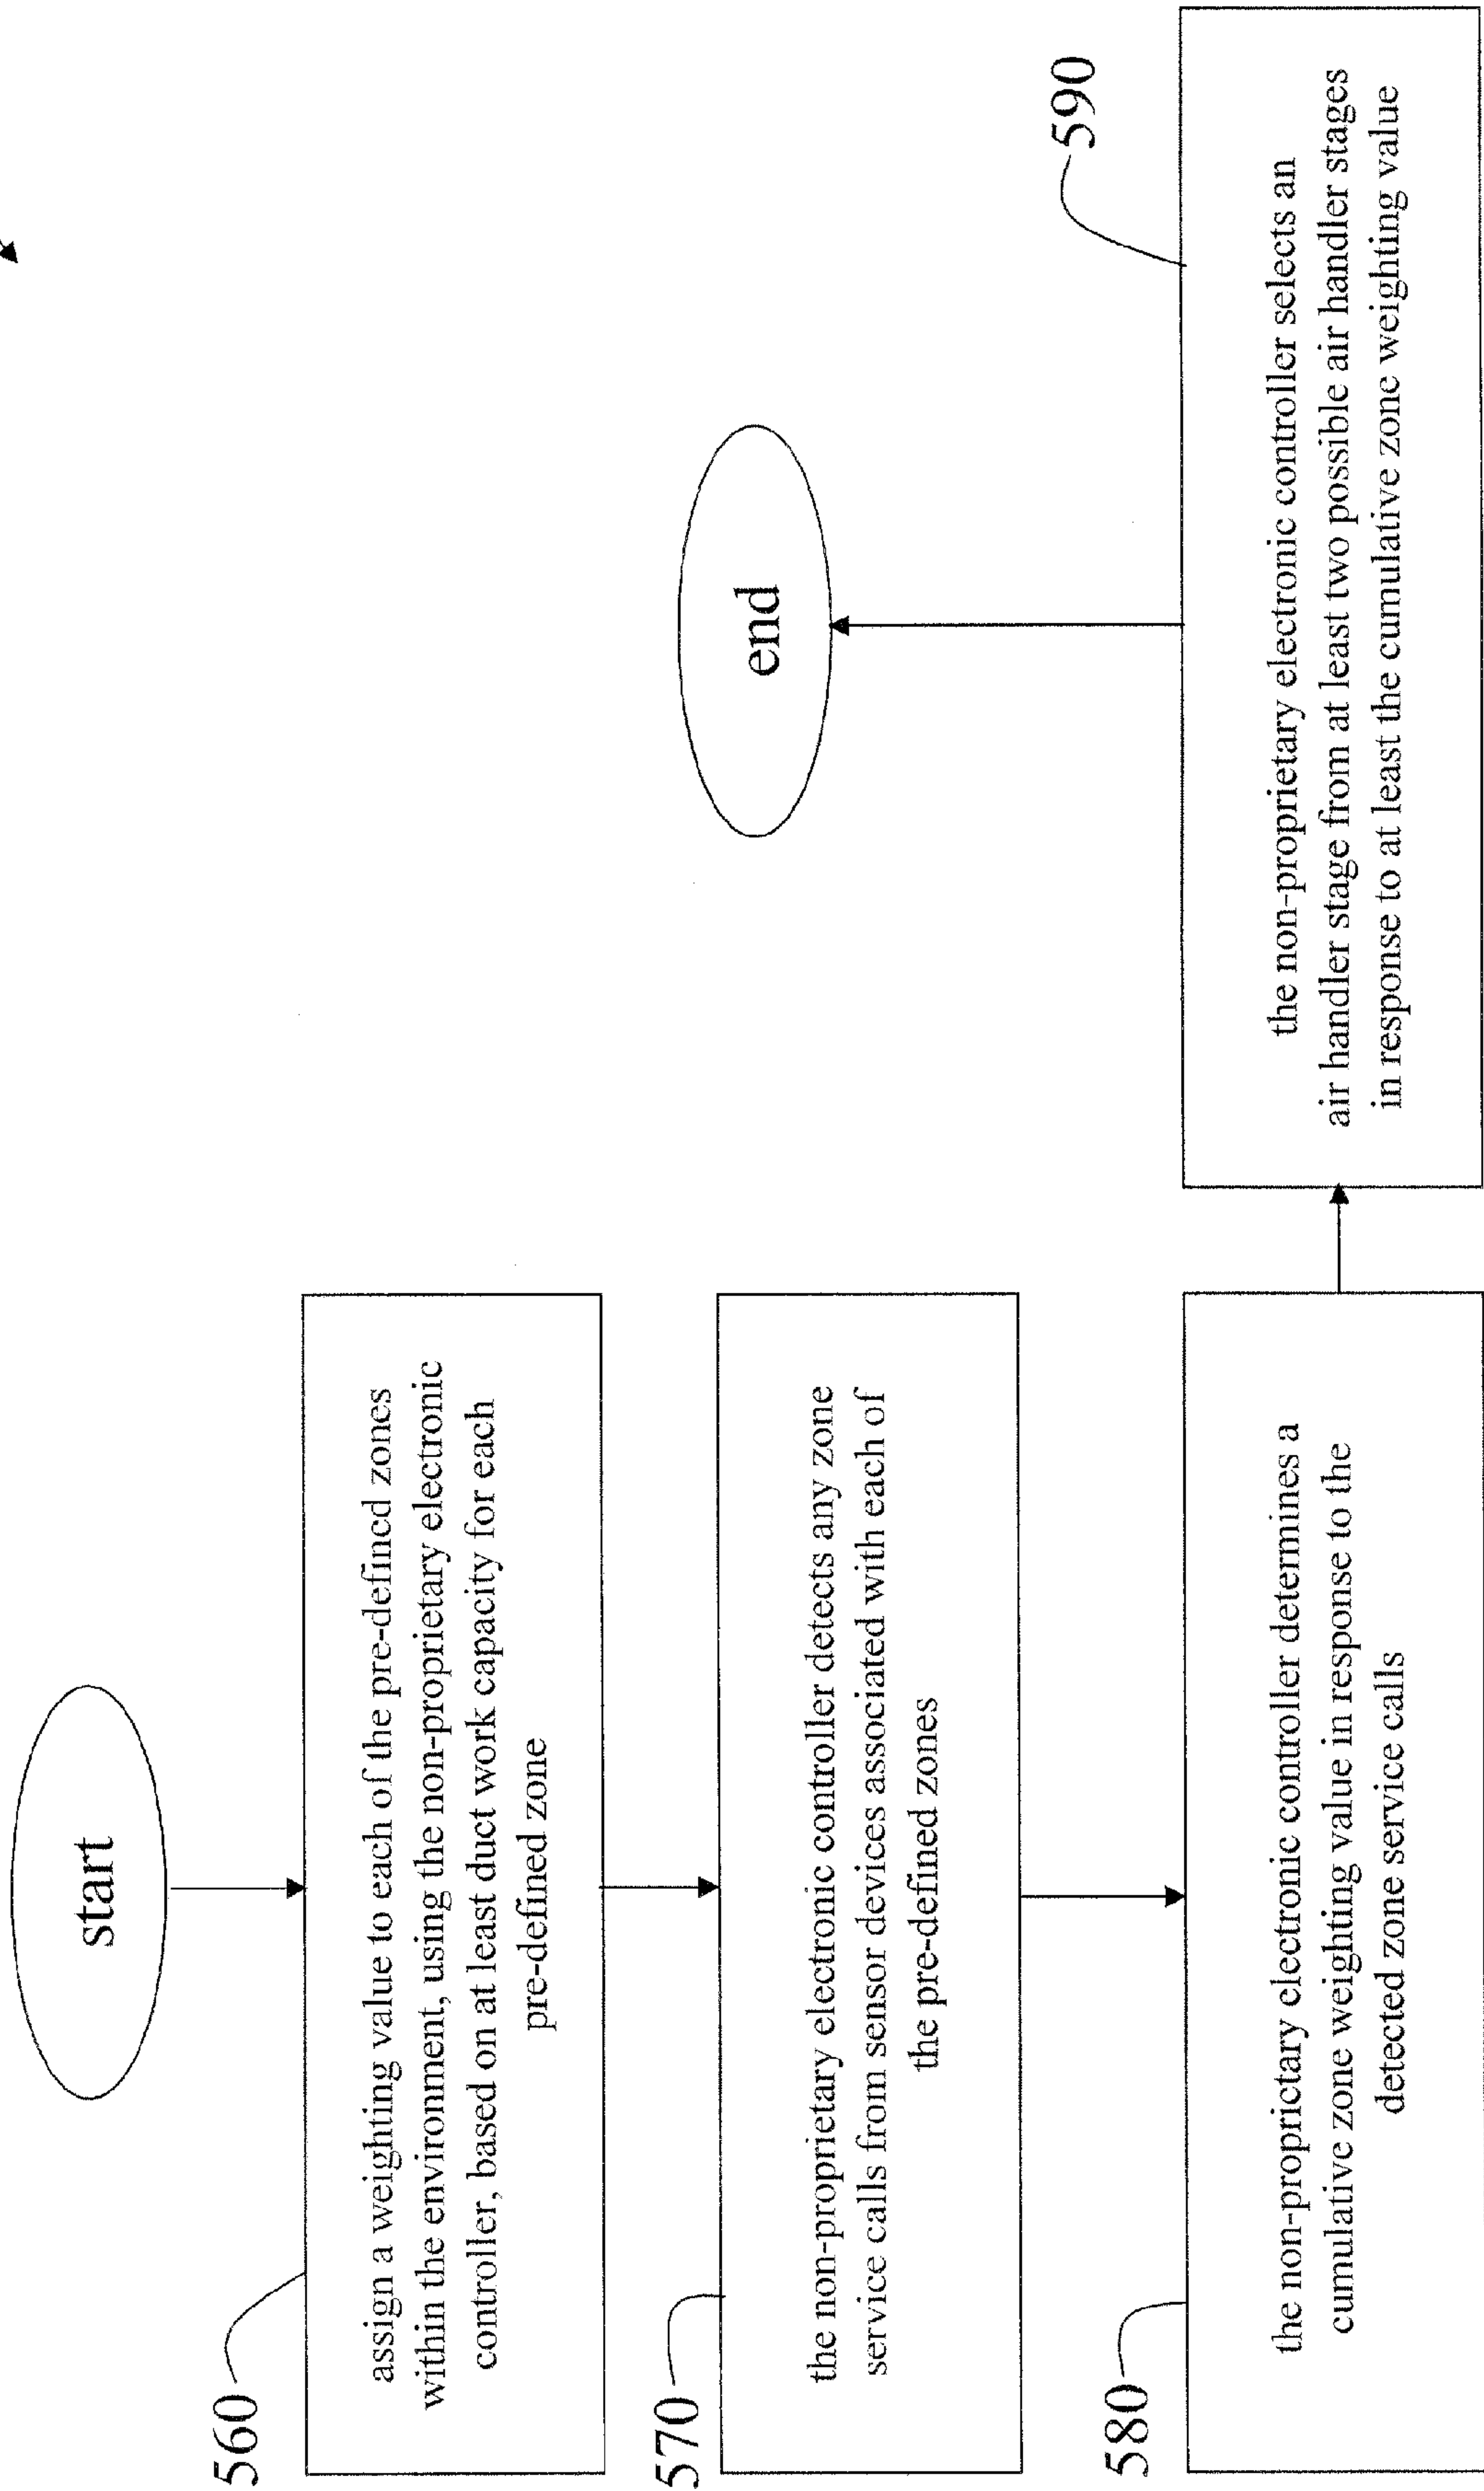 start
560
assign a weighting value to each of the pre-defined zones
within the environment, using the non-proprietary electronic
controller, based on at least duct work capacity for each
pre-defined zone
570
the non-proprietary electronic controller detects any zone
service calls from sensor devices associated with each of
the pre-defined zones
580
the non-proprietary electronic controller determines a
cumulative zone weighting value in response to the
detected zone service calls
590
the non-proprietary electronic controller selects an
air handler stage from at least two possible air handler stages
in response to at least the cumulative zone weighting value
end